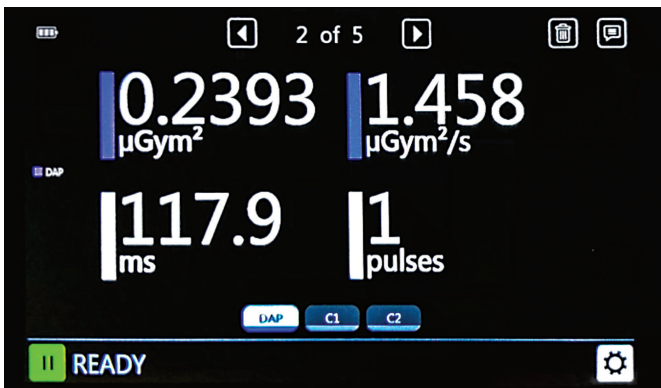 2 of 5
0.2393 1.458
µGym² µGym²/s
DAP
117.9 1
ms pulses
DAP C1 C2
READY